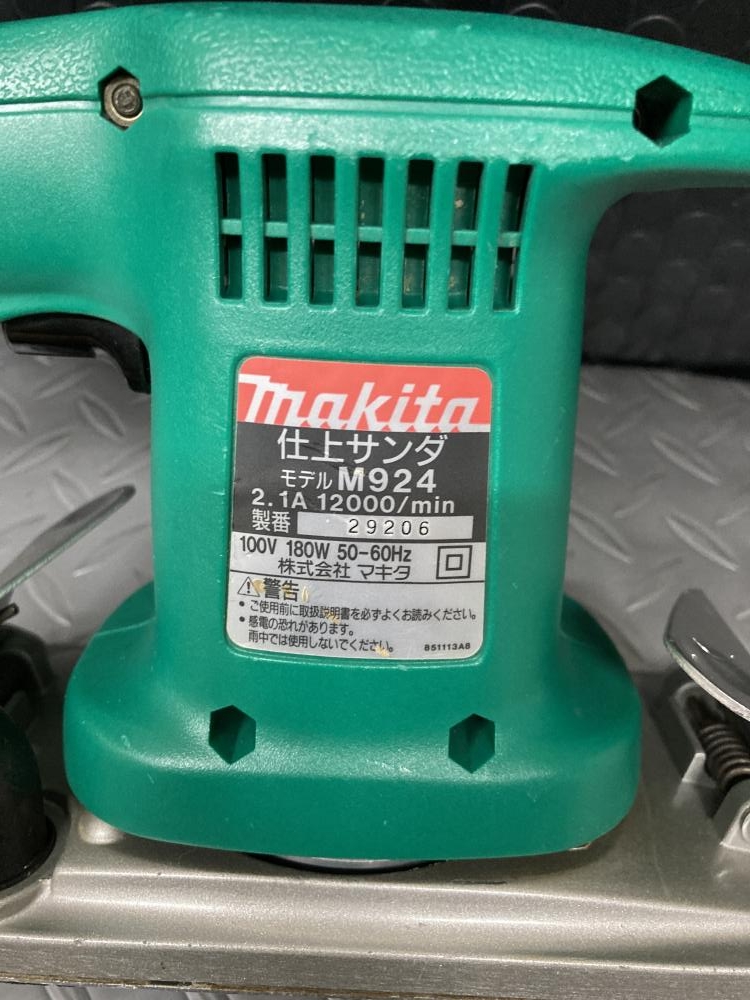 makita
仕上サンダ
モデル M924
2.1A 12000/min
製番 29206
100V 180W 50-60Hz
株式会社 マキタ
⚠警告
• ご使用前に取扱説明書を必ずよくお読みください。
• 感電の恐れがあります。
雨中では使用しないでください。
851113A8